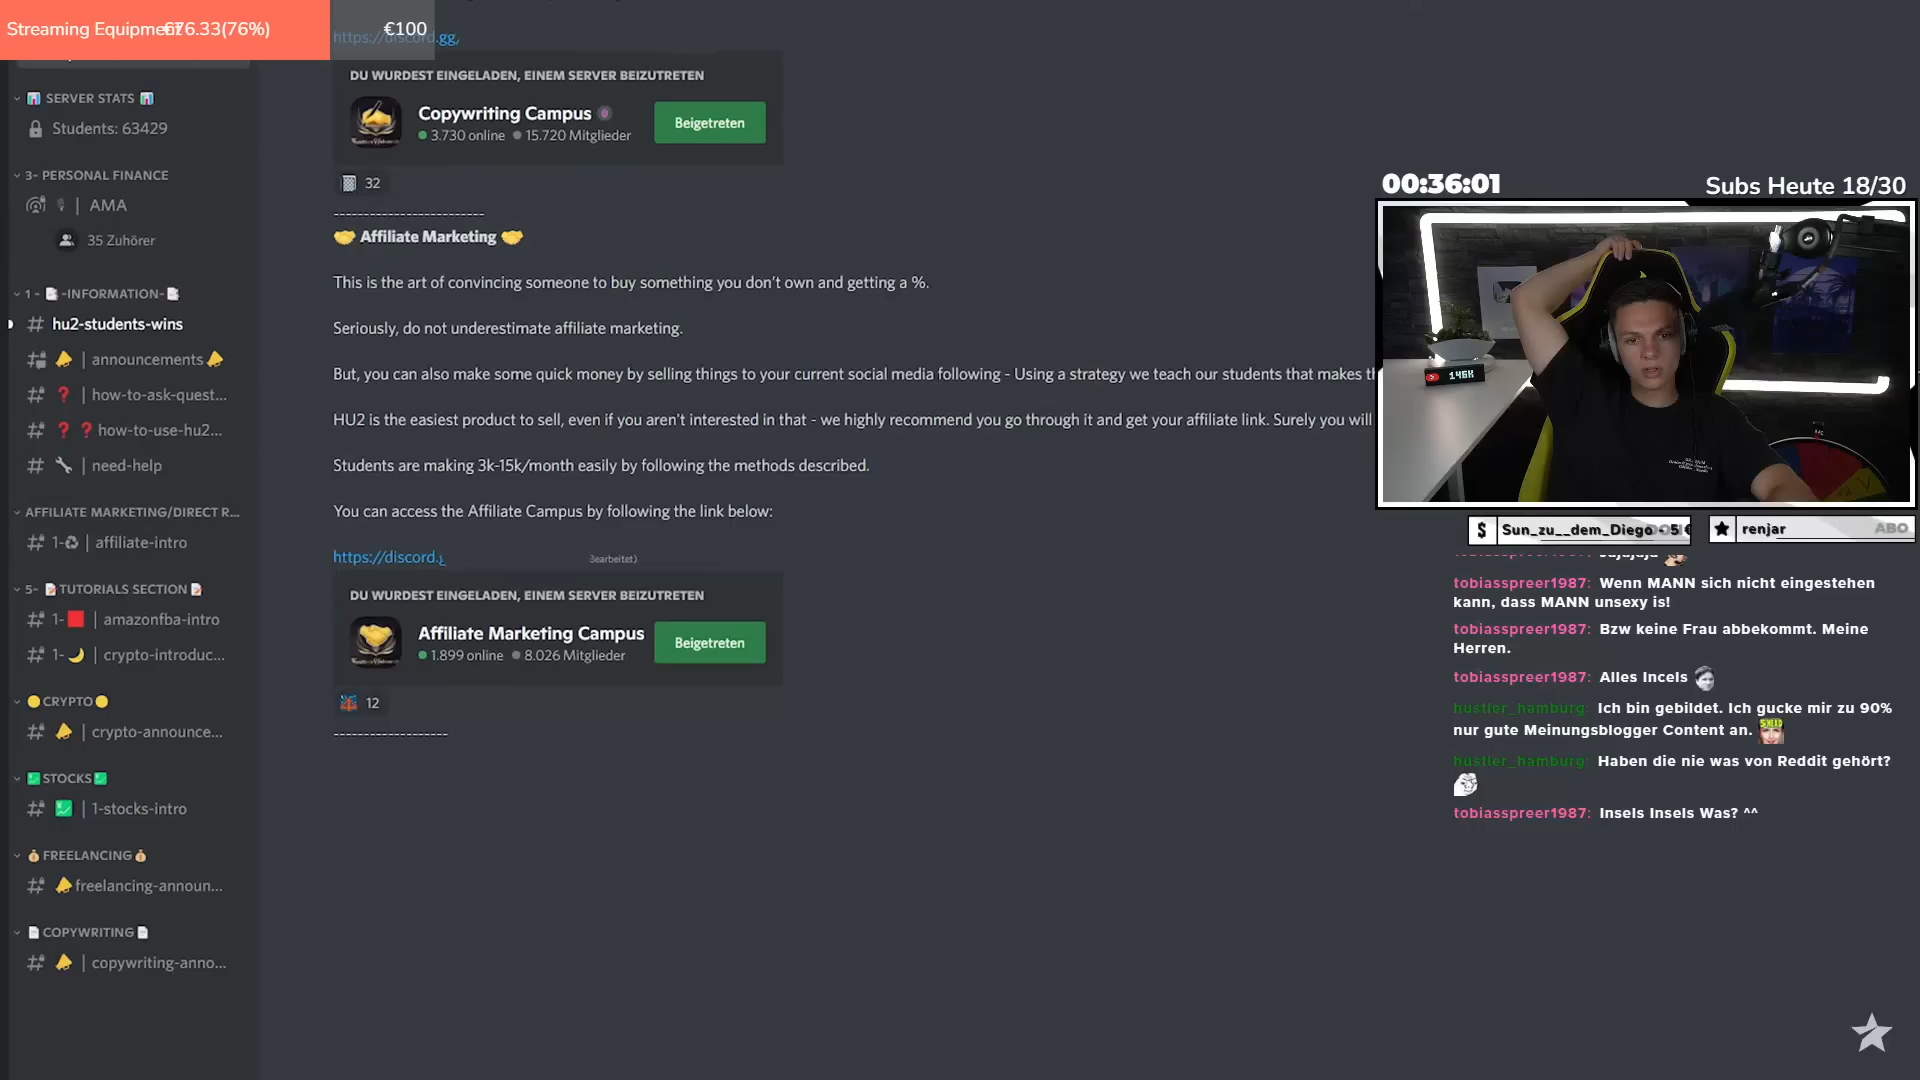 Streaming Equipment
€76.33(76%)
€100
SERVER STATS
Students: 63429
3- PERSONAL FINANCE
| AMA
35 Zuhörer
1 - -INFORMATION-
# hu2-students-wins
| announcements
| how-to-ask-quest...
how-to-use-hu2...
# | need-help
AFFILIATE MARKETING/DIRECT R...
1- | affiliate-intro
5- TUTORIALS SECTION
1- | amazonfba-intro
1- | crypto-introduc...
CRYPTO
| crypto-announce...
STOCKS
| 1-stocks-intro
FREELANCING
freelancing-announ...
COPYWRITING
| copywriting-anno...
https://discord.gg,
DU WURDEST EINGELADEN, EINEM SERVER BEIZUTRETEN
Copywriting Campus
3.730 online 15.720 Mitglieder
Beigetreten
32
-------------------------
Affiliate Marketing
This is the art of convincing someone to buy something you don't own and getting a %.
Seriously, do not underestimate affiliate marketing.
But, you can also make some quick money by selling things to your current social media following - Using a strategy we teach our students that makes
HU2 is the easiest product to sell, even if you aren't interested in that - we highly recommend you go through it and get your affiliate link. Surely you will
Students are making 3k-15k/month easily by following the methods described.
You can access the Affiliate Campus by following the link below:
https://discord.
DU WURDEST EINGELADEN, EINEM SERVER BEIZUTRETEN
Affiliate Marketing Campus
1.899 online 8.026 Mitglieder
Beigetreten
12
-------------------
00:36:01
Subs Heute 18/30
146K
$ Sun_zu__dem_Diego - 5 €
renjar
ABO
tobiasspreer1987: Wenn MANN sich nicht eingestehen
kann, dass MANN unsexy is!
tobiasspreer1987: Bzw keine Frau abbekommt. Meine
Herren.
tobiasspreer1987: Alles Incels
hustler_hamburg: Ich bin gebildet. Ich gucke mir zu 90%
nur gute Meinungsblogger Content an.
hustler_hamburg: Haben die nie was von Reddit gehört?
tobiasspreer1987: Insels Insels Was? ^^